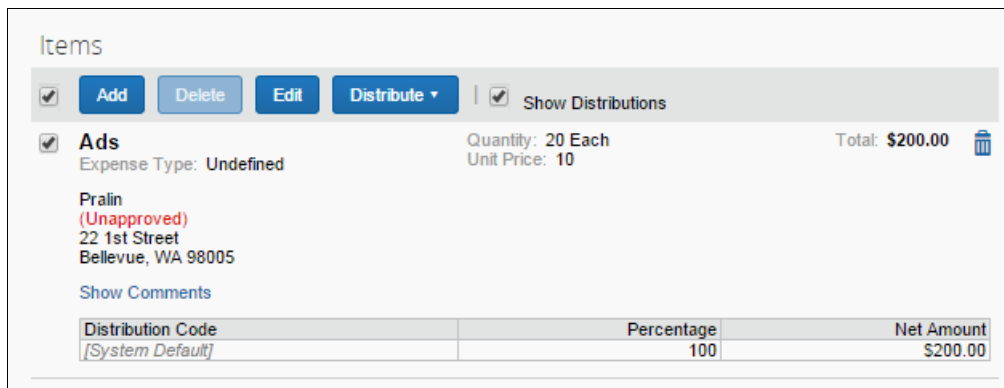 Items
Add Delete Edit Distribute Show Distributions
Ads Quantity: 20 Each Total: $200.00
Expense Type: Undefined Unit Price: 10
Pralin
(Unapproved)
22 1st Street
Bellevue, WA 98005
Show Comments
Distribution Code Percentage Net Amount
[System Default] 100 $200.00